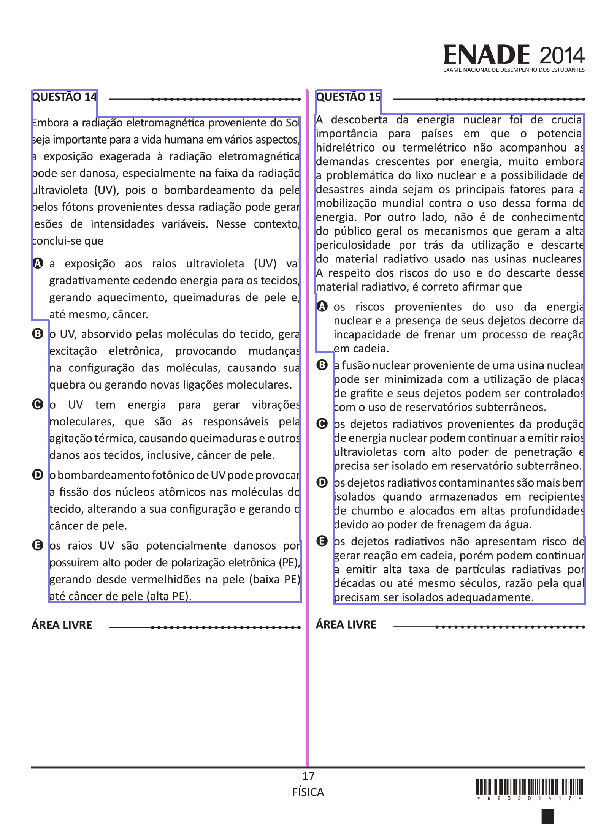 ENADE 2014
EXAME NACIONAL DE DESEMPENHO DOS ESTUDANTES
QUESTÃO 14
Embora a radiação eletromagnética proveniente do Sol
seja importante para a vida humana em vários aspectos,
a exposição exagerada à radiação eletromagnética
pode ser danosa, especialmente na faixa da radiação
ultravioleta (UV), pois o bombardeamento da pele
pelos fótons provenientes dessa radiação pode gerar
lesões de intensidades variáveis. Nesse contexto,
conclui-se que
A a exposição aos raios ultravioleta (UV) vai
gradativamente cedendo energia para os tecidos,
gerando aquecimento, queimaduras de pele e,
até mesmo, câncer.
B o UV, absorvido pelas moléculas do tecido, gera
excitação eletrônica, provocando mudanças
na configuração das moléculas, causando sua
quebra ou gerando novas ligações moleculares.
C o UV tem energia para gerar vibrações
moleculares, que são as responsáveis pela
agitação térmica, causando queimaduras e outros
danos aos tecidos, inclusive, câncer de pele.
D o bombardeamento fotônico de UV pode provocar
a fissão dos núcleos atômicos nas moléculas do
tecido, alterando a sua configuração e gerando o
câncer de pele.
E os raios UV são potencialmente danosos por
possuírem alto poder de polarização eletrônica (PE),
gerando desde vermelhidões na pele (baixa PE)
até câncer de pele (alta PE).
ÁREA LIVRE
QUESTÃO 15
A descoberta da energia nuclear foi de crucial
importância para países em que o potencial
hidrelétrico ou termelétrico não acompanhou as
demandas crescentes por energia, muito embora
a problemática do lixo nuclear e a possibilidade de
desastres ainda sejam os principais fatores para a
mobilização mundial contra o uso dessa forma de
energia. Por outro lado, não é de conhecimento
do público geral os mecanismos que geram a alta
periculosidade por trás da utilização e descarte
do material radiativo usado nas usinas nucleares.
A respeito dos riscos do uso e do descarte desse
material radiativo, é correto afirmar que
A os riscos provenientes do uso da energia
nuclear e a presença de seus dejetos decorre da
incapacidade de frenar um processo de reação
em cadeia.
B a fusão nuclear proveniente de uma usina nuclear
pode ser minimizada com a utilização de placas
de grafite e seus dejetos podem ser controlados
com o uso de reservatórios subterrâneos.
C os dejetos radiativos provenientes da produção
de energia nuclear podem continuar a emitir raios
ultravioletas com alto poder de penetração e
precisa ser isolado em reservatório subterrâneo.
D os dejetos radiativos contaminantes são mais bem
isolados quando armazenados em recipientes
de chumbo e alocados em altas profundidades
devido ao poder de frenagem da água.
E os dejetos radiativos não apresentam risco de
gerar reação em cadeia, porém podem continuar
a emitir alta taxa de partículas radiativas por
décadas ou até mesmo séculos, razão pela qual
precisam ser isolados adequadamente.
ÁREA LIVRE
17
FÍSICA